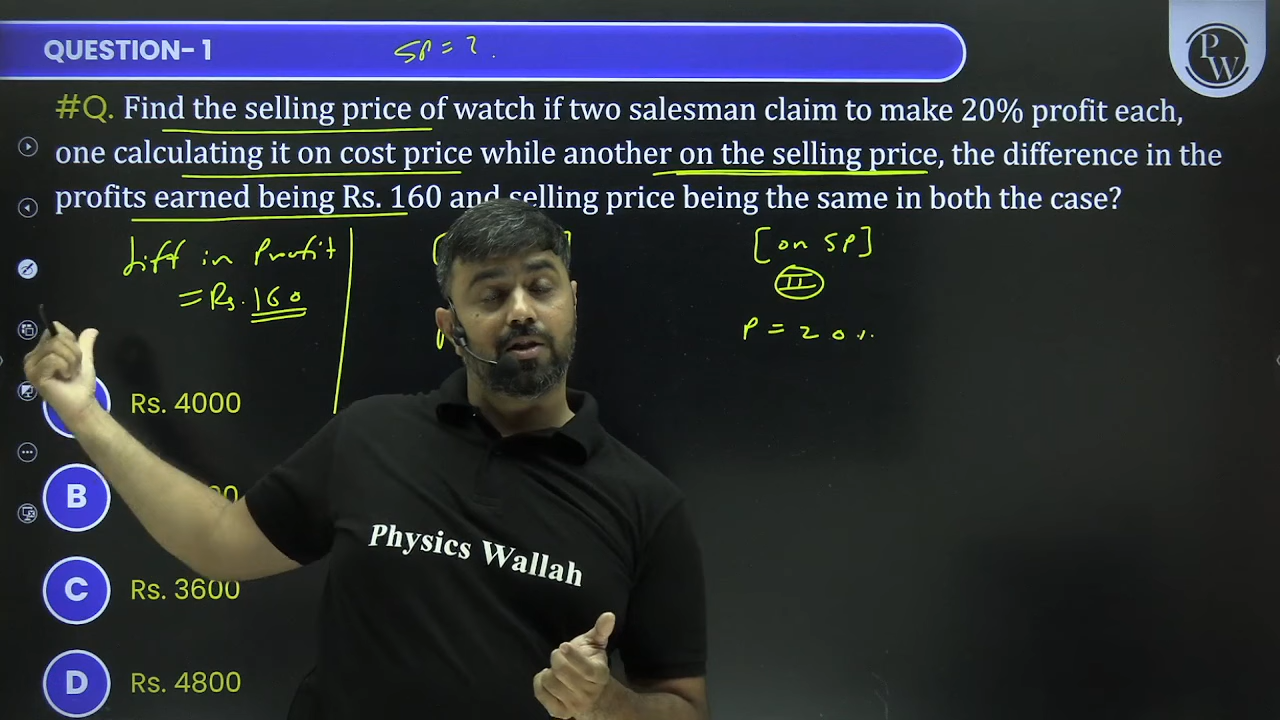 QUESTION- 1
SP = ?
PW
#Q. Find the selling price of watch if two salesman claim to make 20% profit each,
one calculating it on cost price while another on the selling price, the difference in the
profits earned being Rs. 160 and selling price being the same in both the case?
diff in Profit
= Rs. 160
[on SP]
II
P = 20%
Rs. 4000
B
C Rs. 3600
D Rs. 4800
Physics Wallah